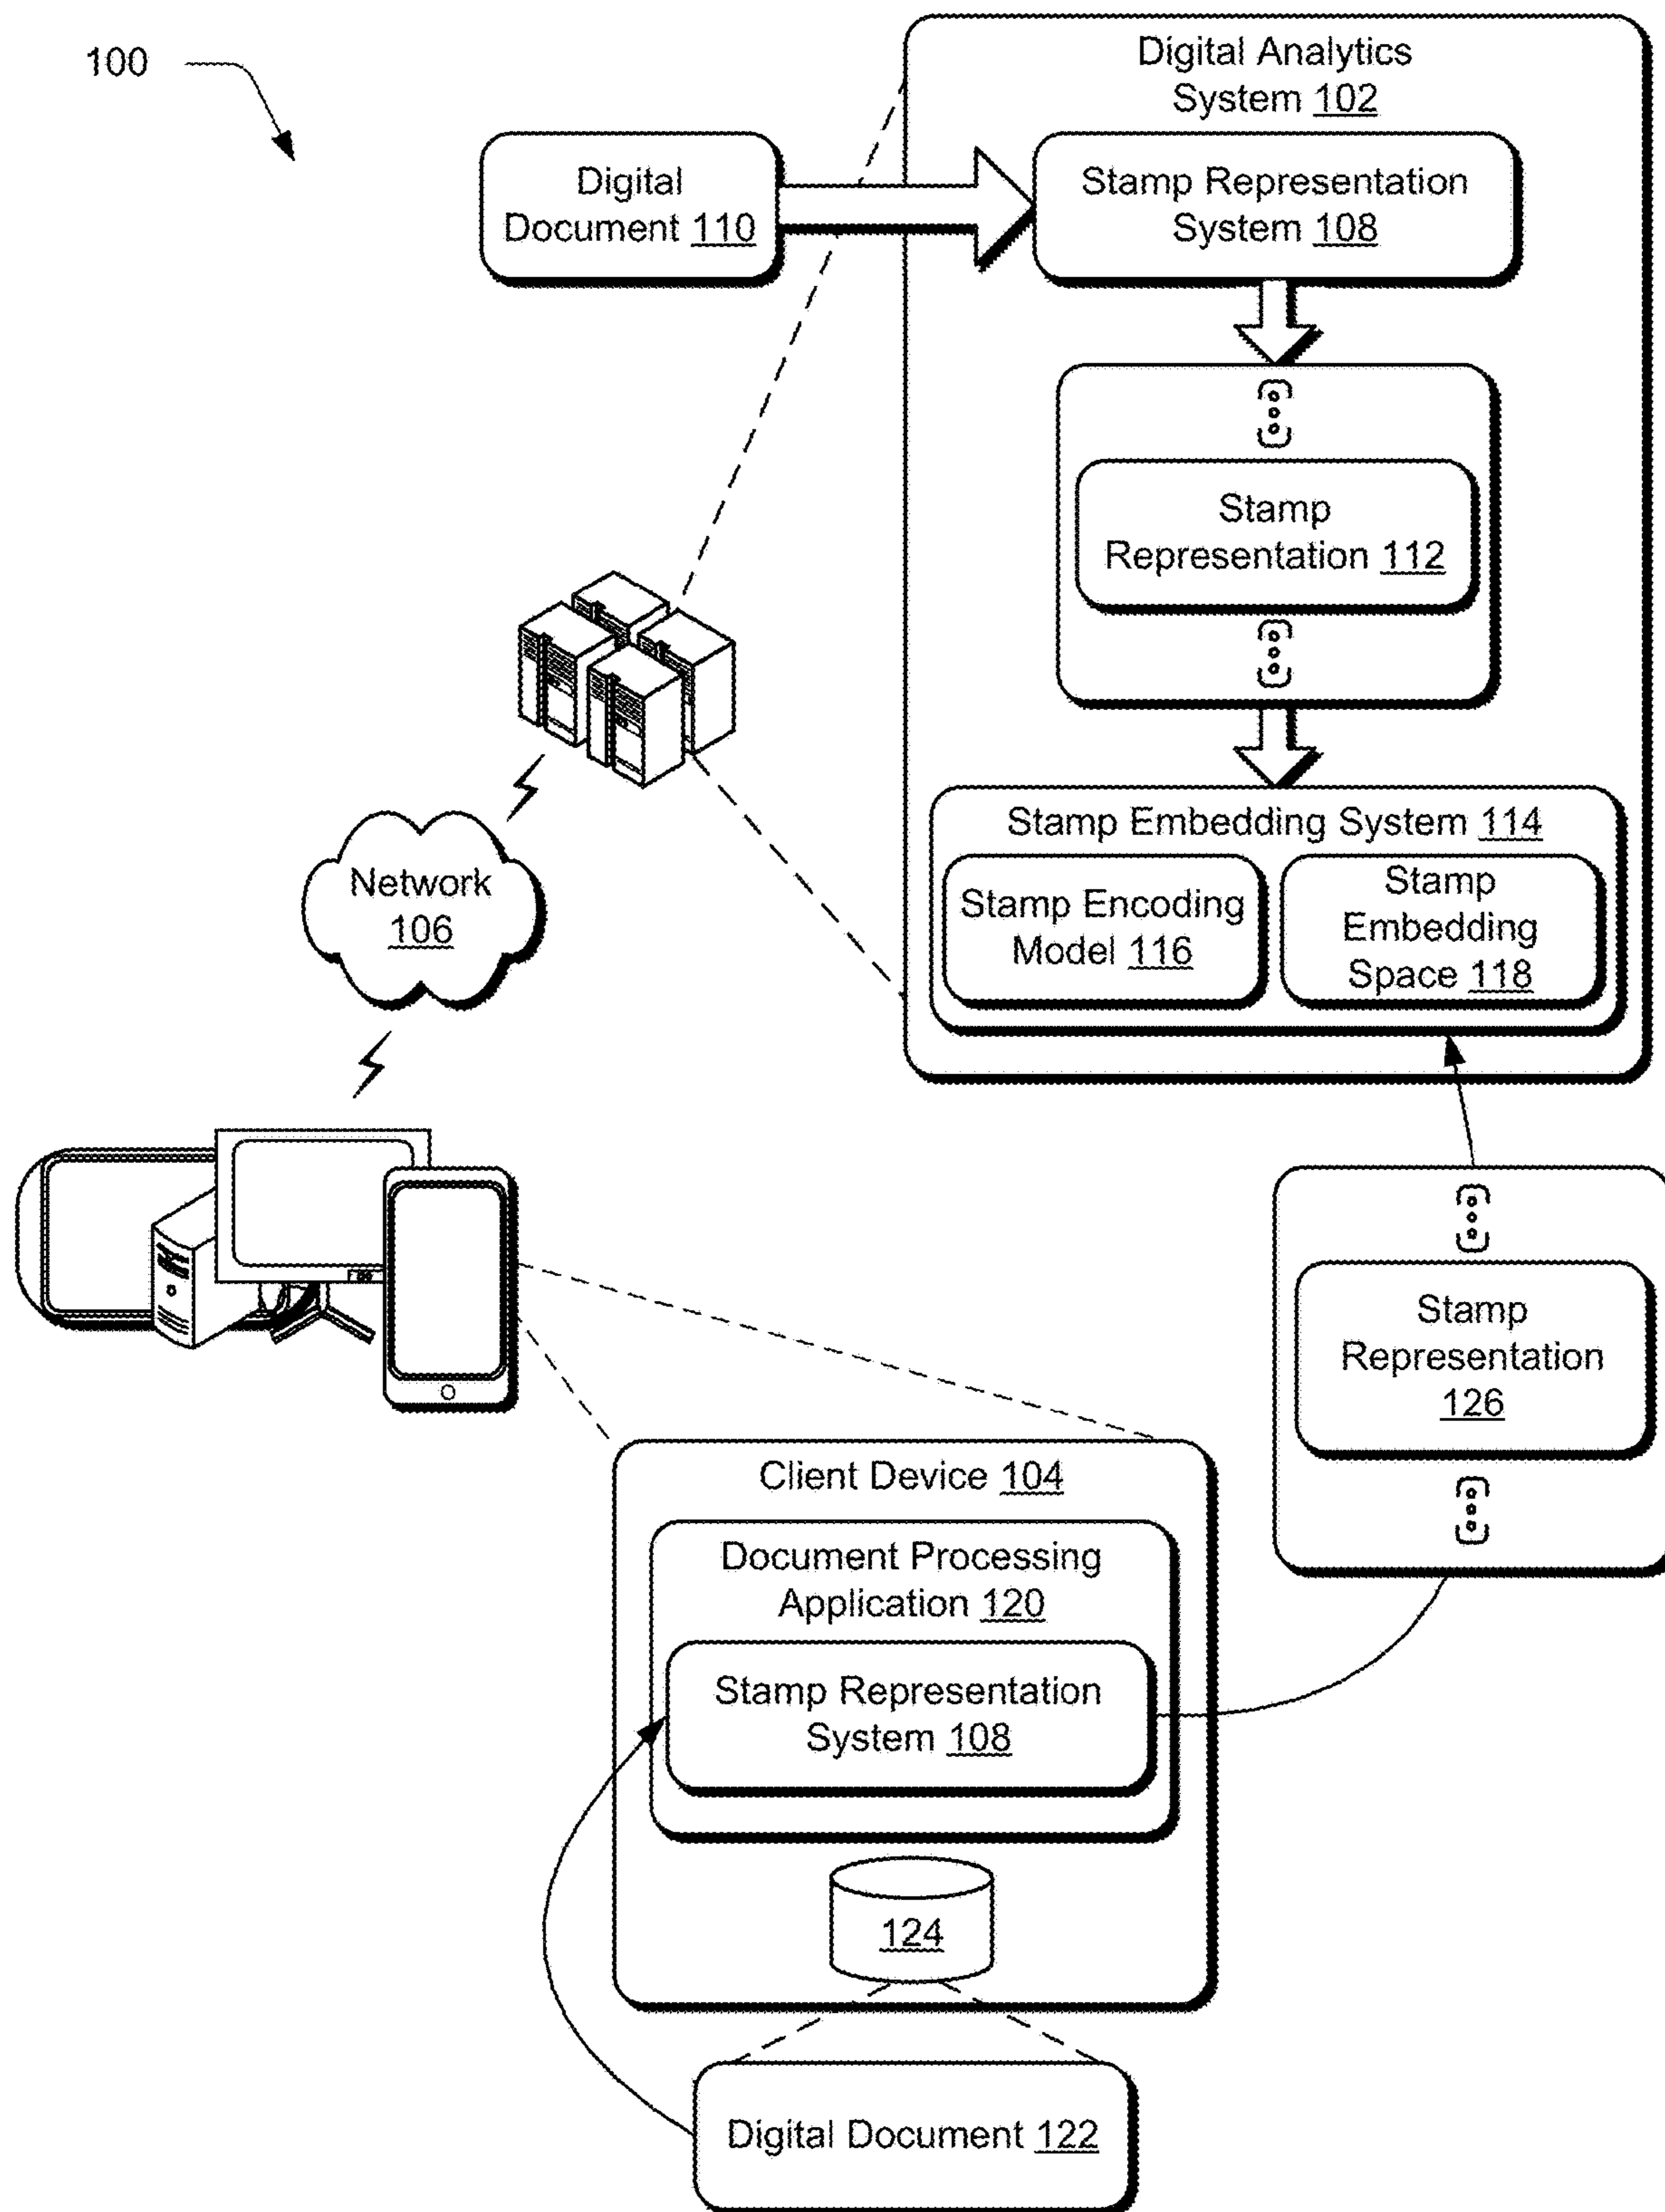 100
Digital Analytics
System 102
Digital
Document 110
Stamp Representation
System 108
Stamp
Representation 112
Stamp Embedding System 114
Stamp Encoding
Model 116
Stamp
Embedding
Space 118
Network
106
Stamp
Representation
126
Client Device 104
Document Processing
Application 120
Stamp Representation
System 108
124
Digital Document 122